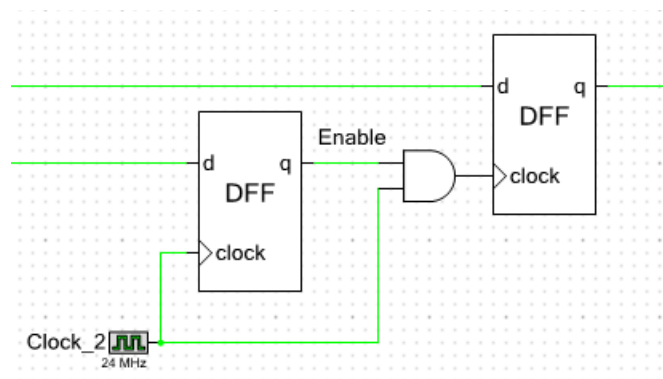 d q
DFF
clock
Enable
d q
DFF
clock
Clock_2
24 MHz